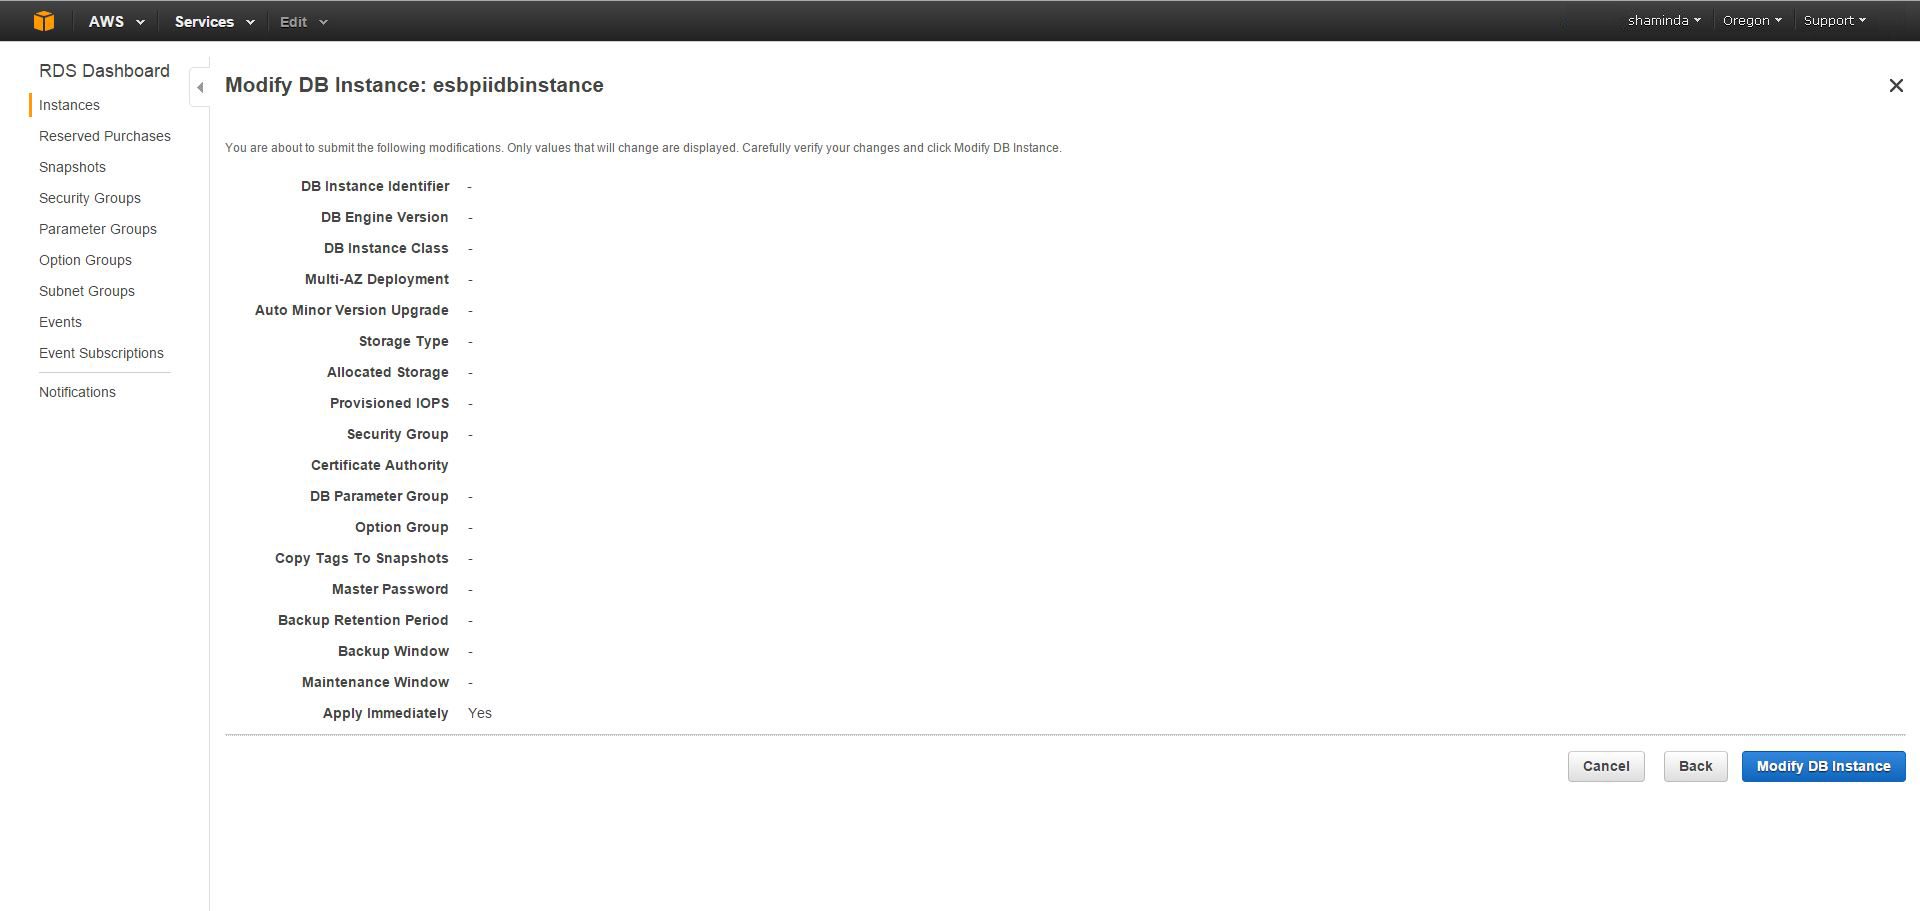 AWS Services Edit shaminda Oregon Support
RDS Dashboard
Instances
Reserved Purchases
Snapshots
Security Groups
Parameter Groups
Option Groups
Subnet Groups
Events
Event Subscriptions
Notifications
Modify DB Instance: esbpiidbinstance
You are about to submit the following modifications. Only values that will change are displayed. Carefully verify your changes and click Modify DB Instance.
DB Instance Identifier -
DB Engine Version -
DB Instance Class -
Multi-AZ Deployment -
Auto Minor Version Upgrade -
Storage Type -
Allocated Storage -
Provisioned IOPS -
Security Group -
Certificate Authority
DB Parameter Group -
Option Group -
Copy Tags To Snapshots -
Master Password -
Backup Retention Period -
Backup Window -
Maintenance Window -
Apply Immediately Yes
Cancel Back Modify DB Instance